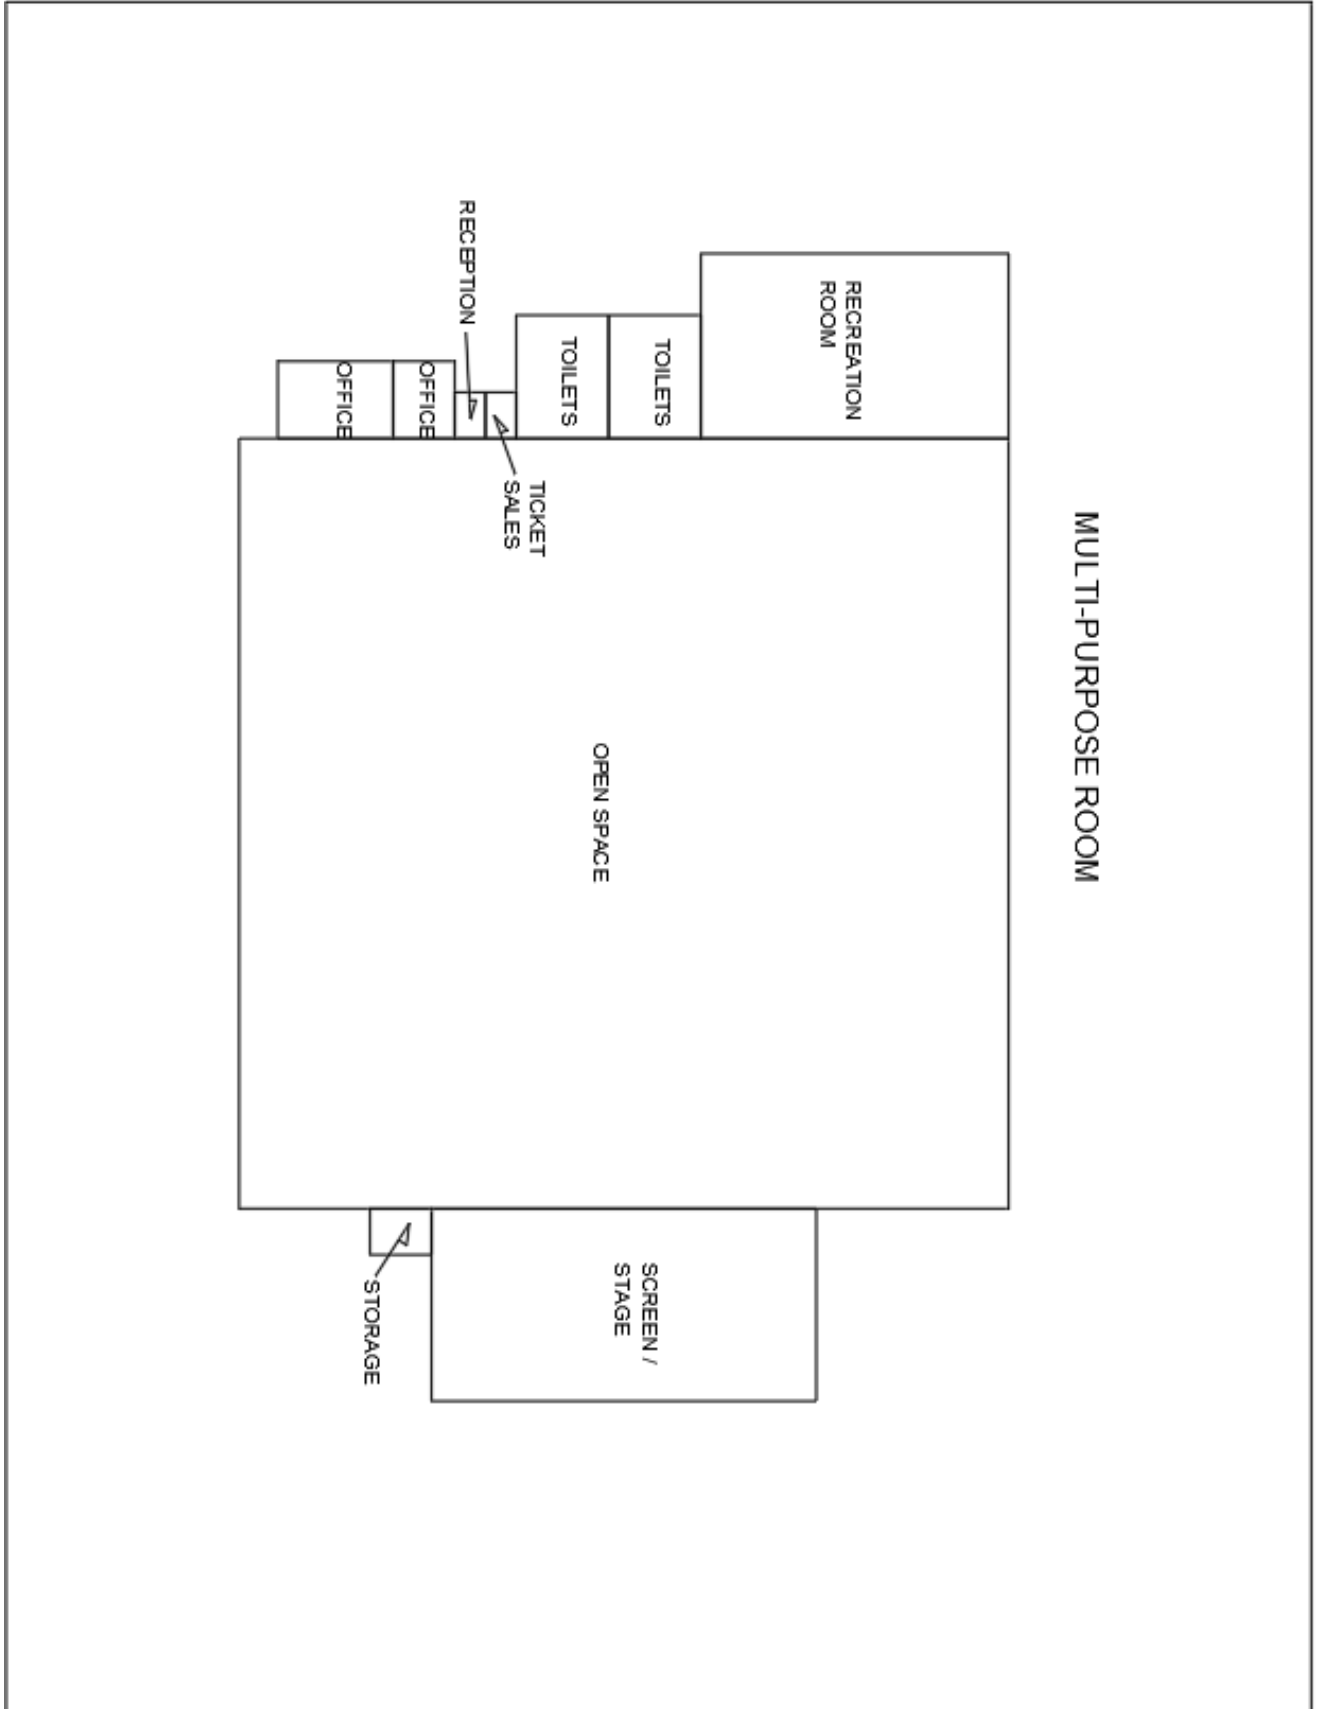 MULTI-PURPOSE ROOM
RECREATION
ROOM
TOILETS
TOILETS
TICKET
SALES
RECEPTION
OFFICE
OFFICE
OPEN SPACE
SCREEN /
STAGE
STORAGE